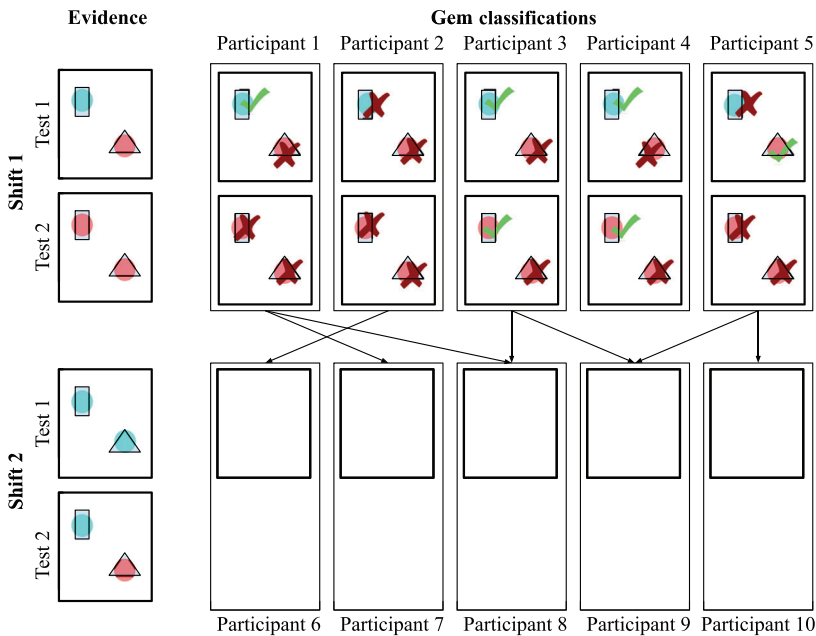 Evidence
Gem classifications
Participant 1
Participant 2
Participant 3
Participant 4
Participant 5
Shift 1
Test 1
Test 2
Shift 2
Test 1
Test 2
Participant 6
Participant 7
Participant 8
Participant 9
Participant 10